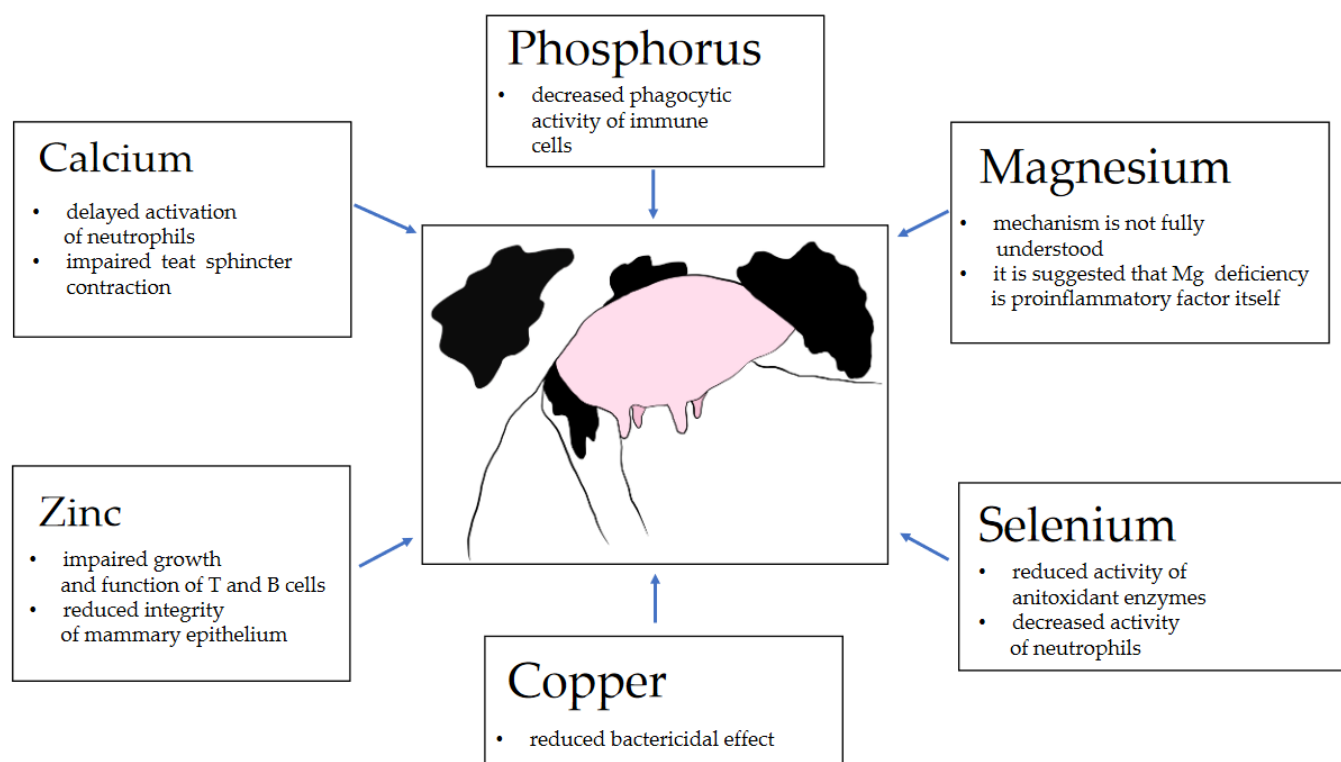 Phosphorus
• decreased phagocytic
activity of immune
cells
Calcium
• delayed activation
of neutrophils
• impaired teat sphincter
contraction
Magnesium
• mechanism is not fully
understood
• it is suggested that Mg deficiency
is proinflammatory factor itself
Zinc
• impaired growth
and function of T and B cells
• reduced integrity
of mammary epithelium
Selenium
• reduced activity of
anitoxidant enzymes
• decreased activity
of neutrophils
Copper
• reduced bactericidal effect